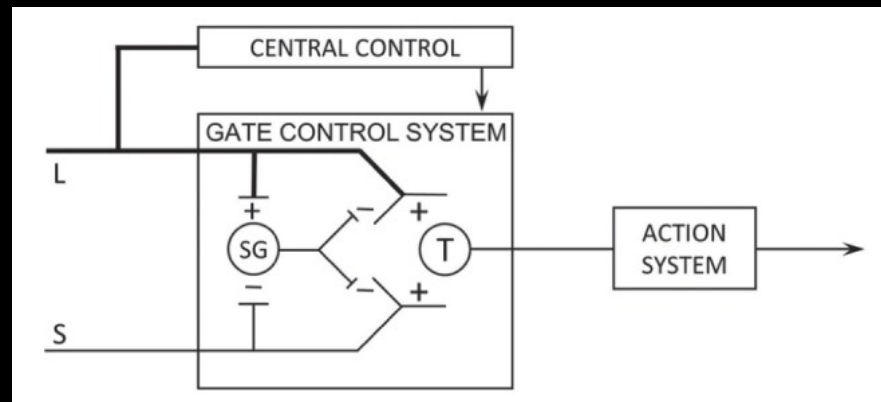 CENTRAL CONTROL
GATE CONTROL SYSTEM
L
+
-
+
SG
T
ACTION
SYSTEM
-
-
+
S